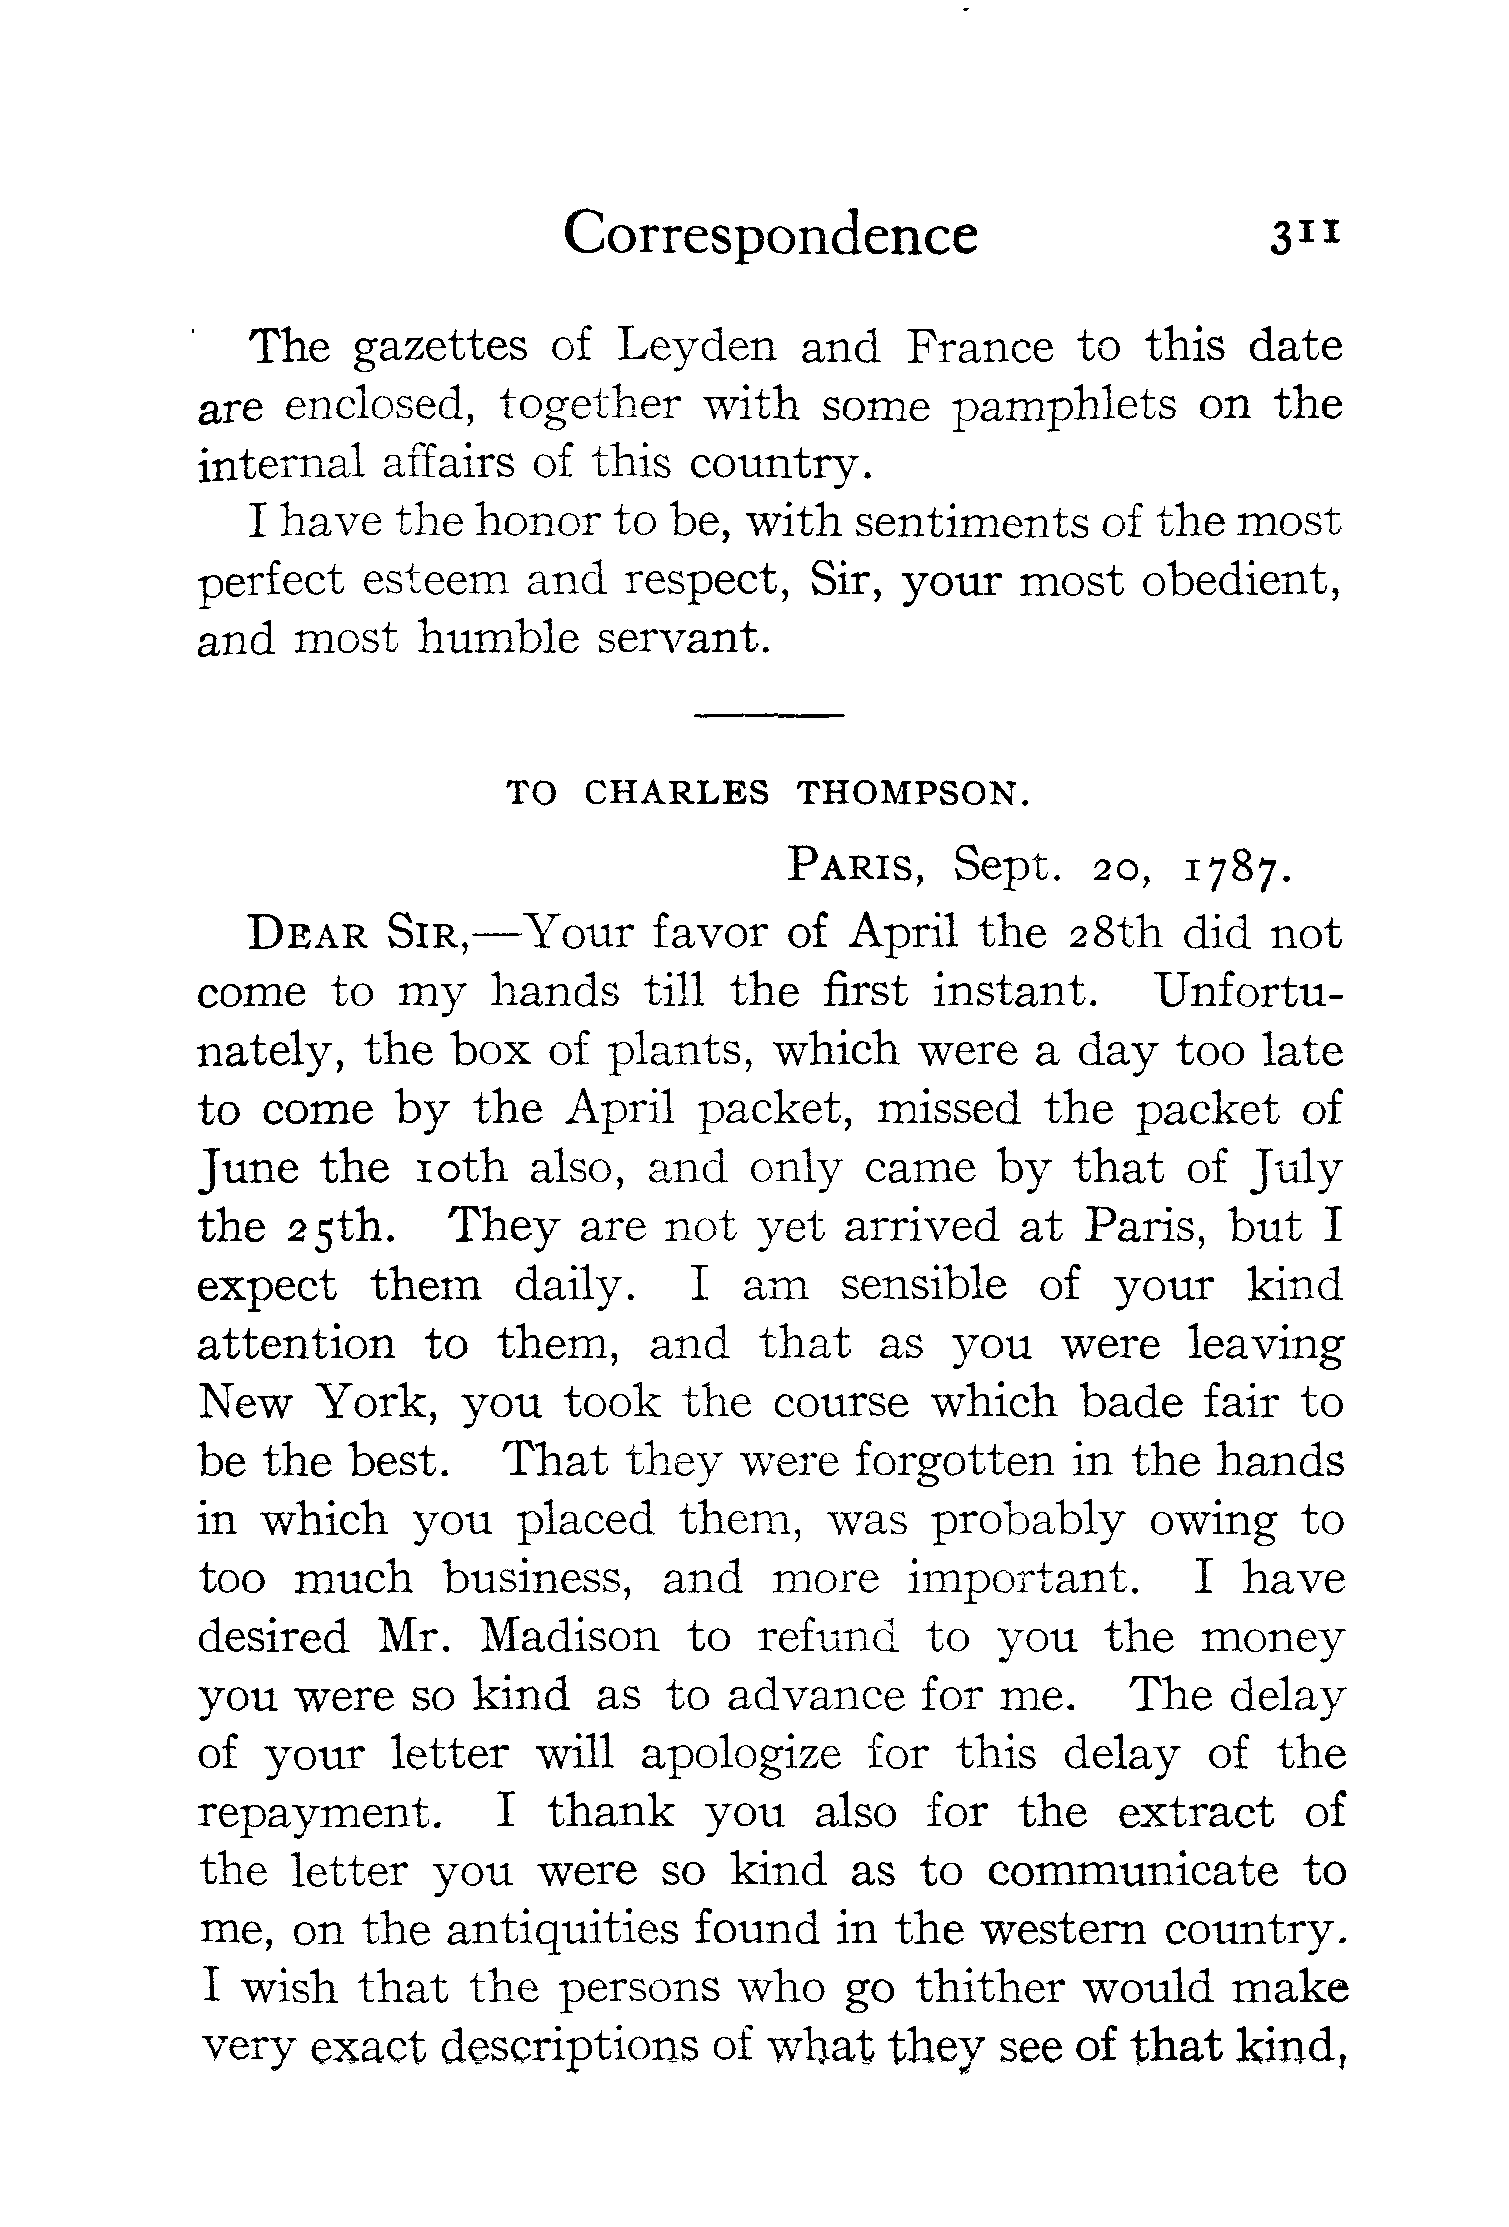 Correspondence 311
The gazettes of Leyden and France to this date
are enclosed, together with some pamphlets on the
internal affairs of this country.
I have the honor to be, with sentiments of the most
perfect esteem and respect, Sir, your most obedient,
and most humble servant.
TO CHARLES THOMPSON.
PARIS, Sept. 20, 1787.
DEAR SIR,—Your favor of April the 28th did not
come to my hands till the first instant. Unfortu-
nately, the box of plants, which were a day too late
to come by the April packet, missed the packet of
June the 10th also, and only came by that of July
the 25th. They are not yet arrived at Paris, but I
expect them daily. I am sensible of your kind
attention to them, and that as you were leaving
New York, you took the course which bade fair to
be the best. That they were forgotten in the hands
in which you placed them, was probably owing to
too much business, and more important. I have
desired Mr. Madison to refund to you the money
you were so kind as to advance for me. The delay
of your letter will apologize for this delay of the
repayment. I thank you also for the extract of
the letter you were so kind as to communicate to
me, on the antiquities found in the western country.
I wish that the persons who go thither would make
very exact descriptions of what they see of that kind,